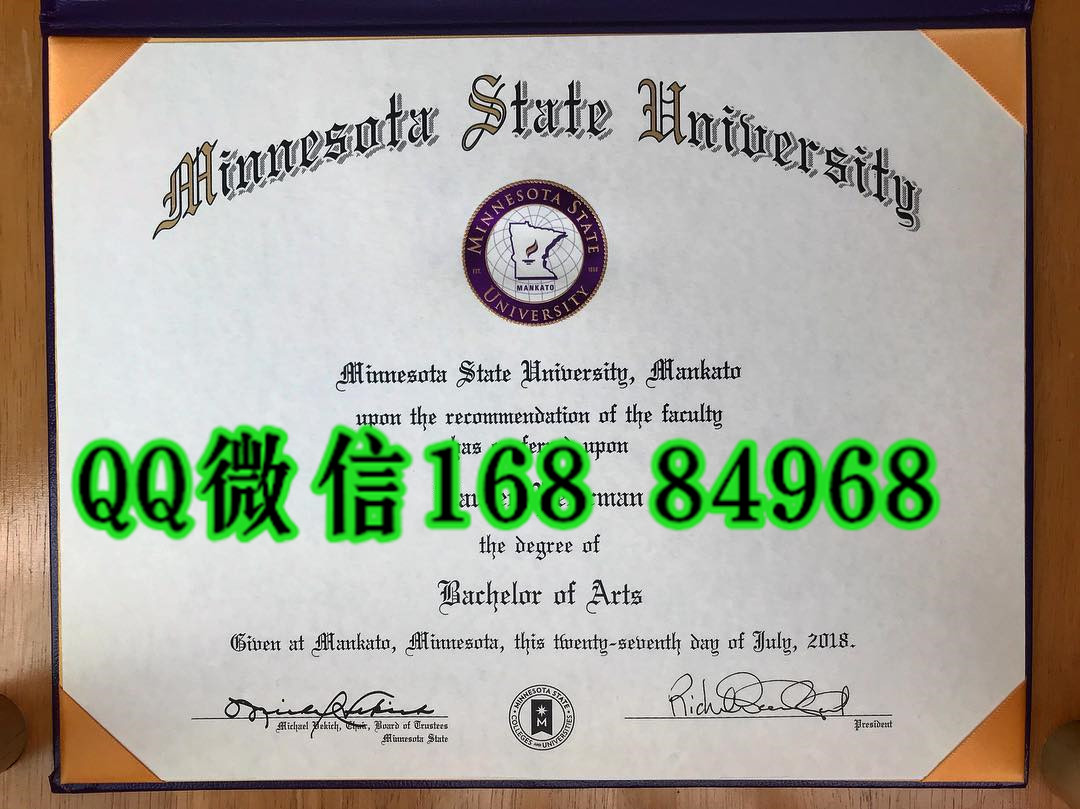 Minnesota State University
MINNESOTA STATE
EST. 1868
MANKATO
UNIVERSITY
Minnesota State University, Mankato
upon the recommendation of the faculty
has upon
QQ微信168 84968
the degree of
Bachelor of Arts
Given at Mankato, Minnesota, this twenty-seventh day of July, 2018.
Michael Vekich, Chair, Board of Trustees
Minnesota State
MINNESOTA STATE
M
COLLEGES AND UNIVERSITIES
President